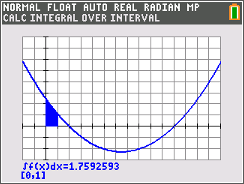 NORMAL FLOAT AUTO REAL RADIAN MP
CALC INTEGRAL OVER INTERVAL
∫f(x)dx=1.7592593
[0,1]